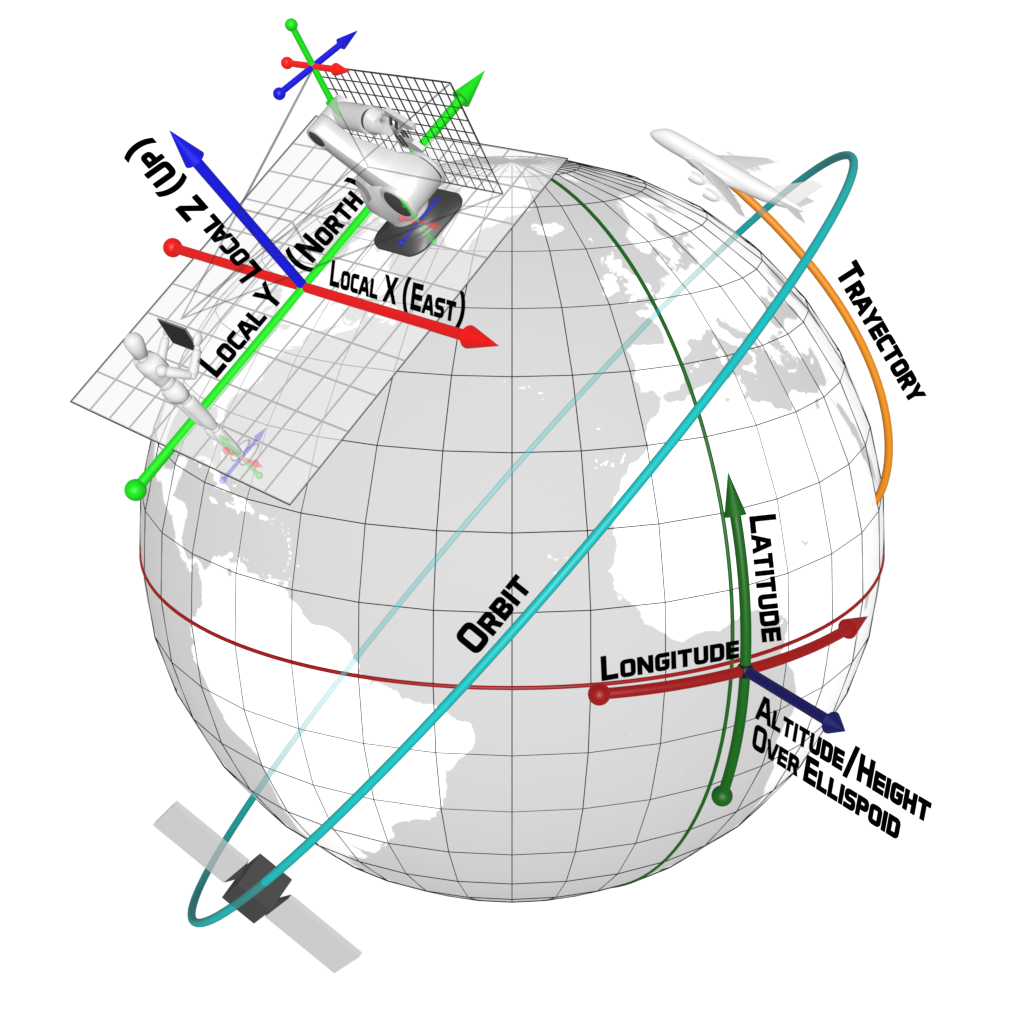 Local Z (Up)
Local Y (North)
Local X (East)
Trayectory
Orbit
Latitude
Longitude
Altitude/Height
Over Ellispoid